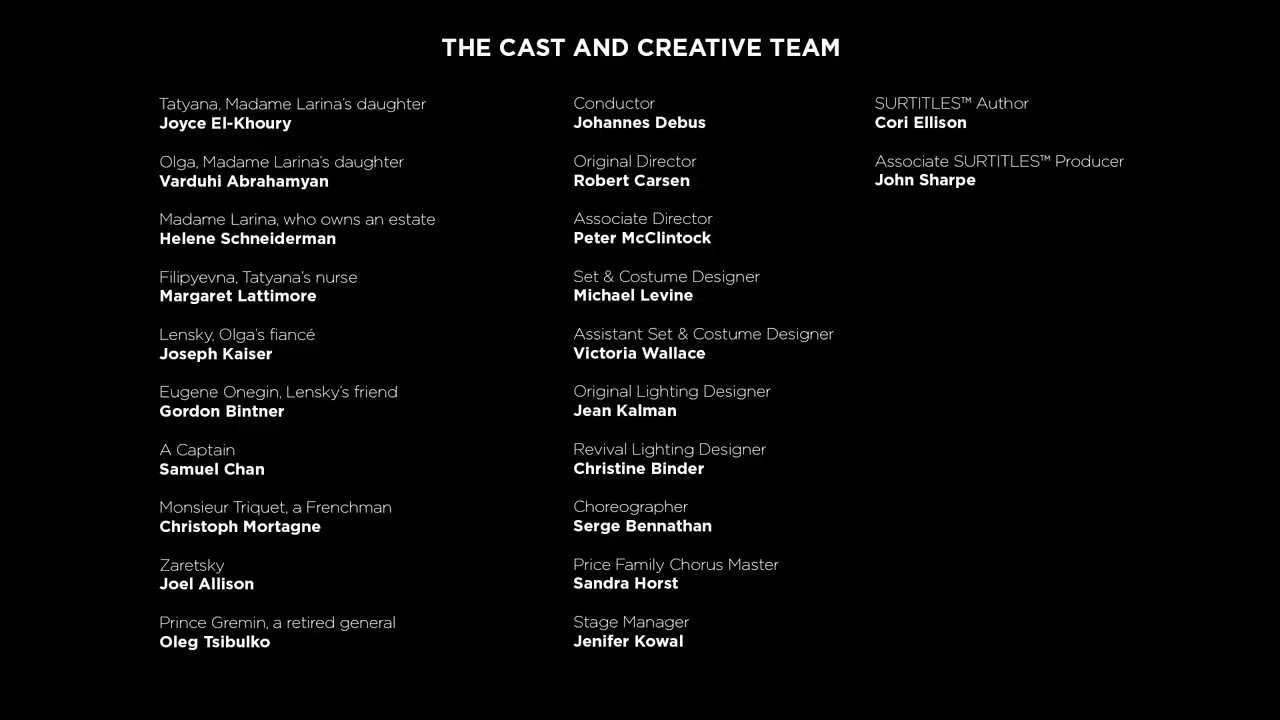 THE CAST AND CREATIVE TEAM
Tatyana, Madame Larina's daughter
Joyce El-Khoury
Olga, Madame Larina's daughter
Varduhi Abrahamyan
Madame Larina, who owns an estate
Helene Schneiderman
Filipyevna, Tatyana's nurse
Margaret Lattimore
Lensky, Olga's fiancé
Joseph Kaiser
Eugene Onegin, Lensky's friend
Gordon Bintner
A Captain
Samuel Chan
Monsieur Triquet, a Frenchman
Christoph Mortagne
Zaretsky
Joel Allison
Prince Gremin, a retired general
Oleg Tsibulko
Conductor
Johannes Debus
Original Director
Robert Carsen
Associate Director
Peter McClintock
Set & Costume Designer
Michael Levine
Assistant Set & Costume Designer
Victoria Wallace
Original Lighting Designer
Jean Kalman
Revival Lighting Designer
Christine Binder
Choreographer
Serge Bennathan
Price Family Chorus Master
Sandra Horst
Stage Manager
Jenifer Kowal
SURTITLES™ Author
Cori Ellison
Associate SURTITLES™ Producer
John Sharpe